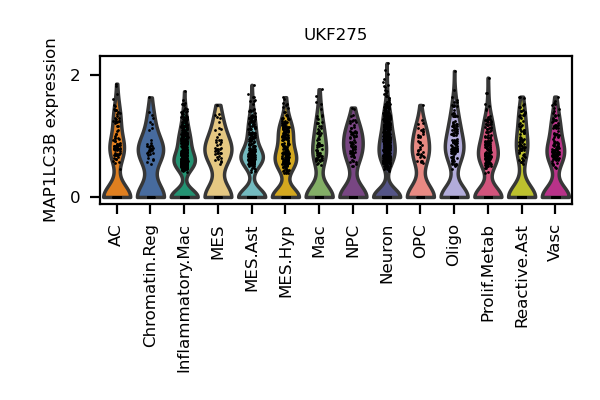 UKF275
MAP1LC3B expression
2
0
AC
Chromatin.Reg
Inflammatory.Mac
MES
MES.Ast
MES.Hyp
Mac
NPC
Neuron
OPC
Oligo
Prolif.Metab
Reactive.Ast
Vasc